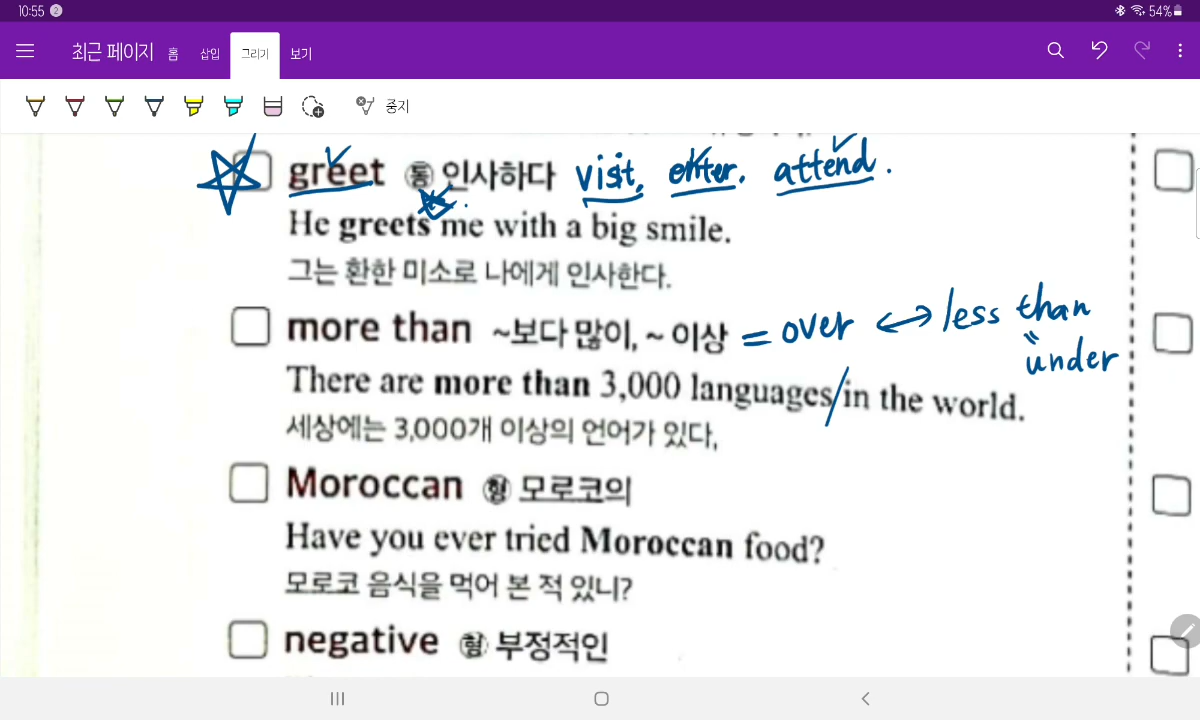 10:55 2 54%
최근 페이지 홈 삽입 그리기 보기
중지
greet 동 인사하다 visit, enter. attend.
He greets me with a big smile.
그는 환한 미소로 나에게 인사한다.
more than ~보다 많이, ~ 이상 = over ↔ less than
= under
There are more than 3,000 languages/in the world.
세상에는 3,000개 이상의 언어가 있다,
Moroccan 형 모로코의
Have you ever tried Moroccan food?
모로코 음식을 먹어 본 적 있니?
negative 형 부정적인